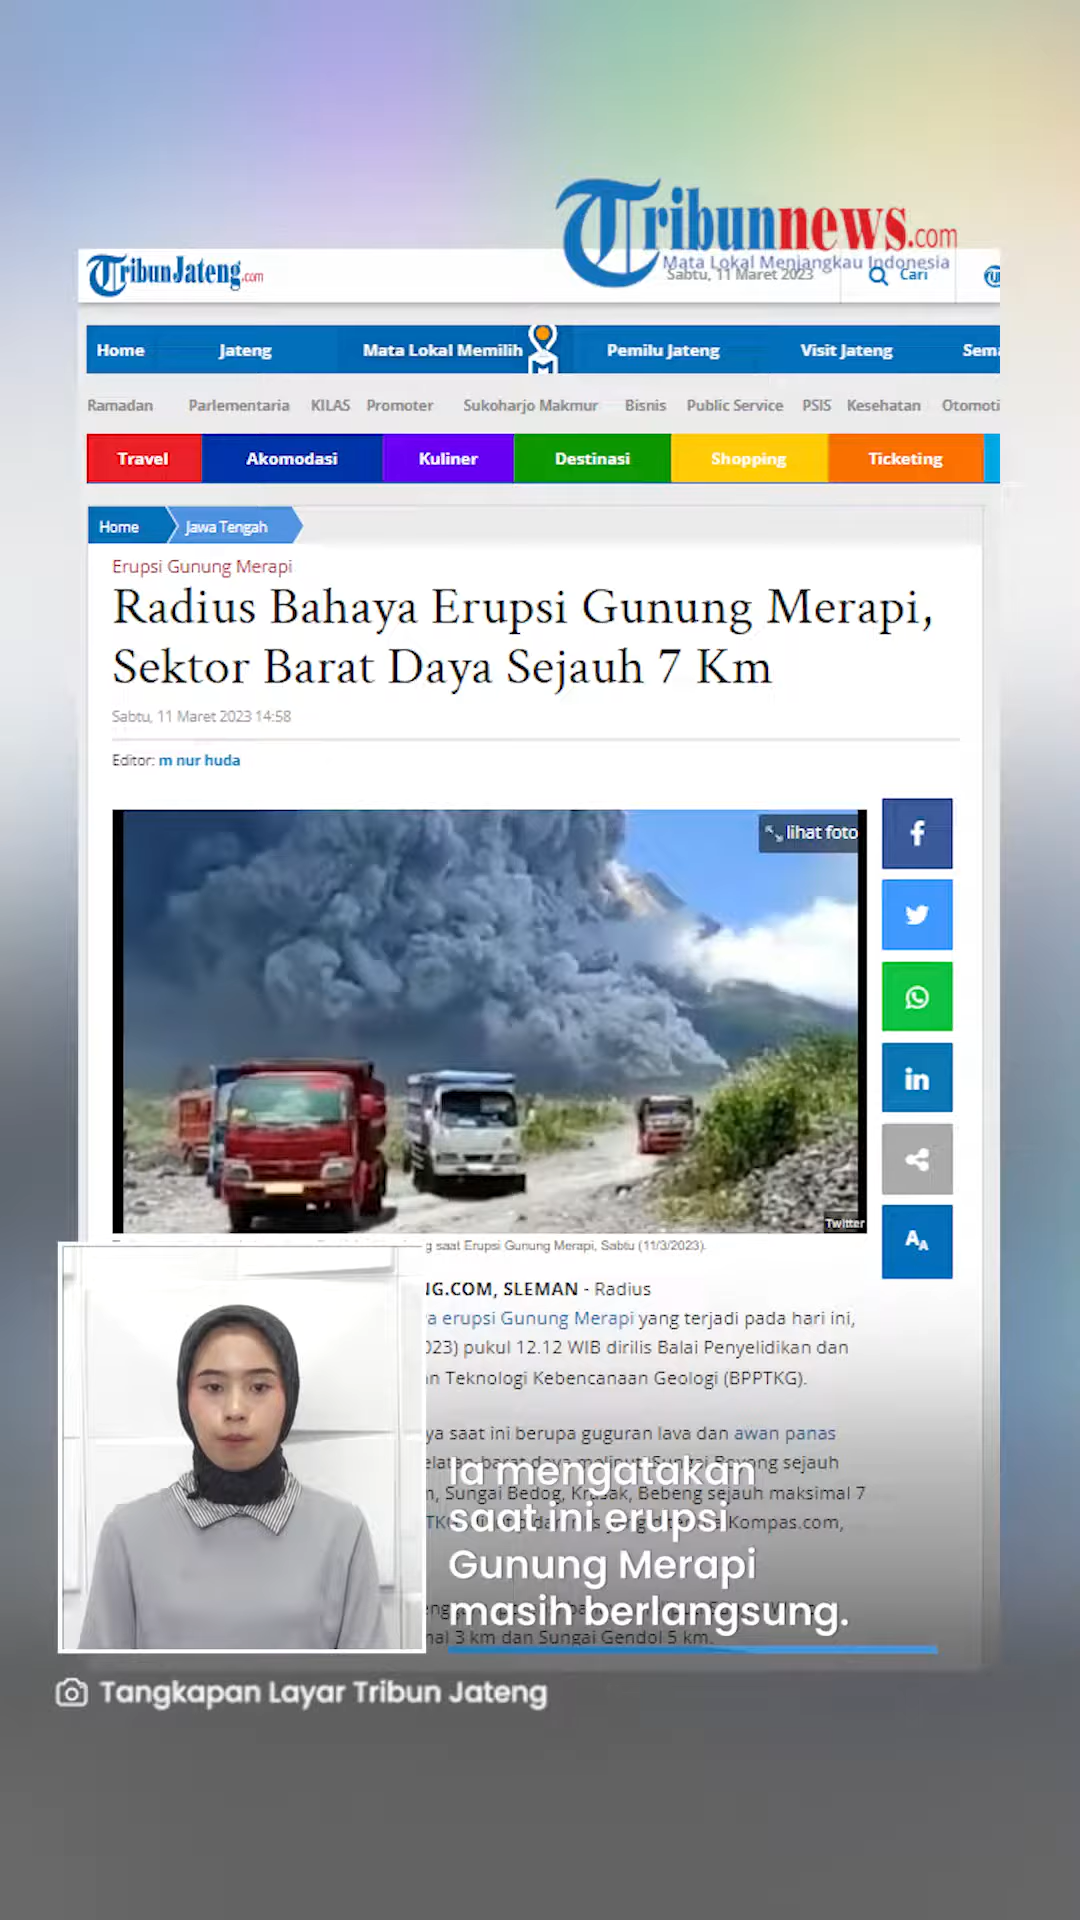 Tribunnews.com
Mata Lokal Menjangkau Indonesia
TribunJateng.com
Sabtu, 11 Maret 2023
Cari
Home Jateng Mata Lokal Memilih Pemilu Jateng Visit Jateng Sema
Ramadan Parlementaria KILAS Promoter Sukoharjo Makmur Bisnis Public Service PSIS Kesehatan Otomoti
Travel Akomodasi Kuliner Destinasi Shopping Ticketing
Home Jawa Tengah
Erupsi Gunung Merapi
Radius Bahaya Erupsi Gunung Merapi,
Sektor Barat Daya Sejauh 7 Km
Sabtu, 11 Maret 2023 14:58
Editor: m nur huda
lihat foto
Twitter
g saat Erupsi Gunung Merapi, Sabtu (11/3/2023).
NG.COM, SLEMAN - Radius
a erupsi Gunung Merapi yang terjadi pada hari ini,
023) pukul 12.12 WIB dirilis Balai Penyelidikan dan
n Teknologi Kebencanaan Geologi (BPPTKG).
ya saat ini berupa guguran lava dan awan panas
sejauh
Sungai Bedog, Krasak, Bebeng sejauh maksimal 7
Kompas.com,
3 km dan Sungai Gendol 5 km.
Ia mengatakan
saat ini erupsi
Gunung Merapi
masih berlangsung.
Tangkapan Layar Tribun Jateng